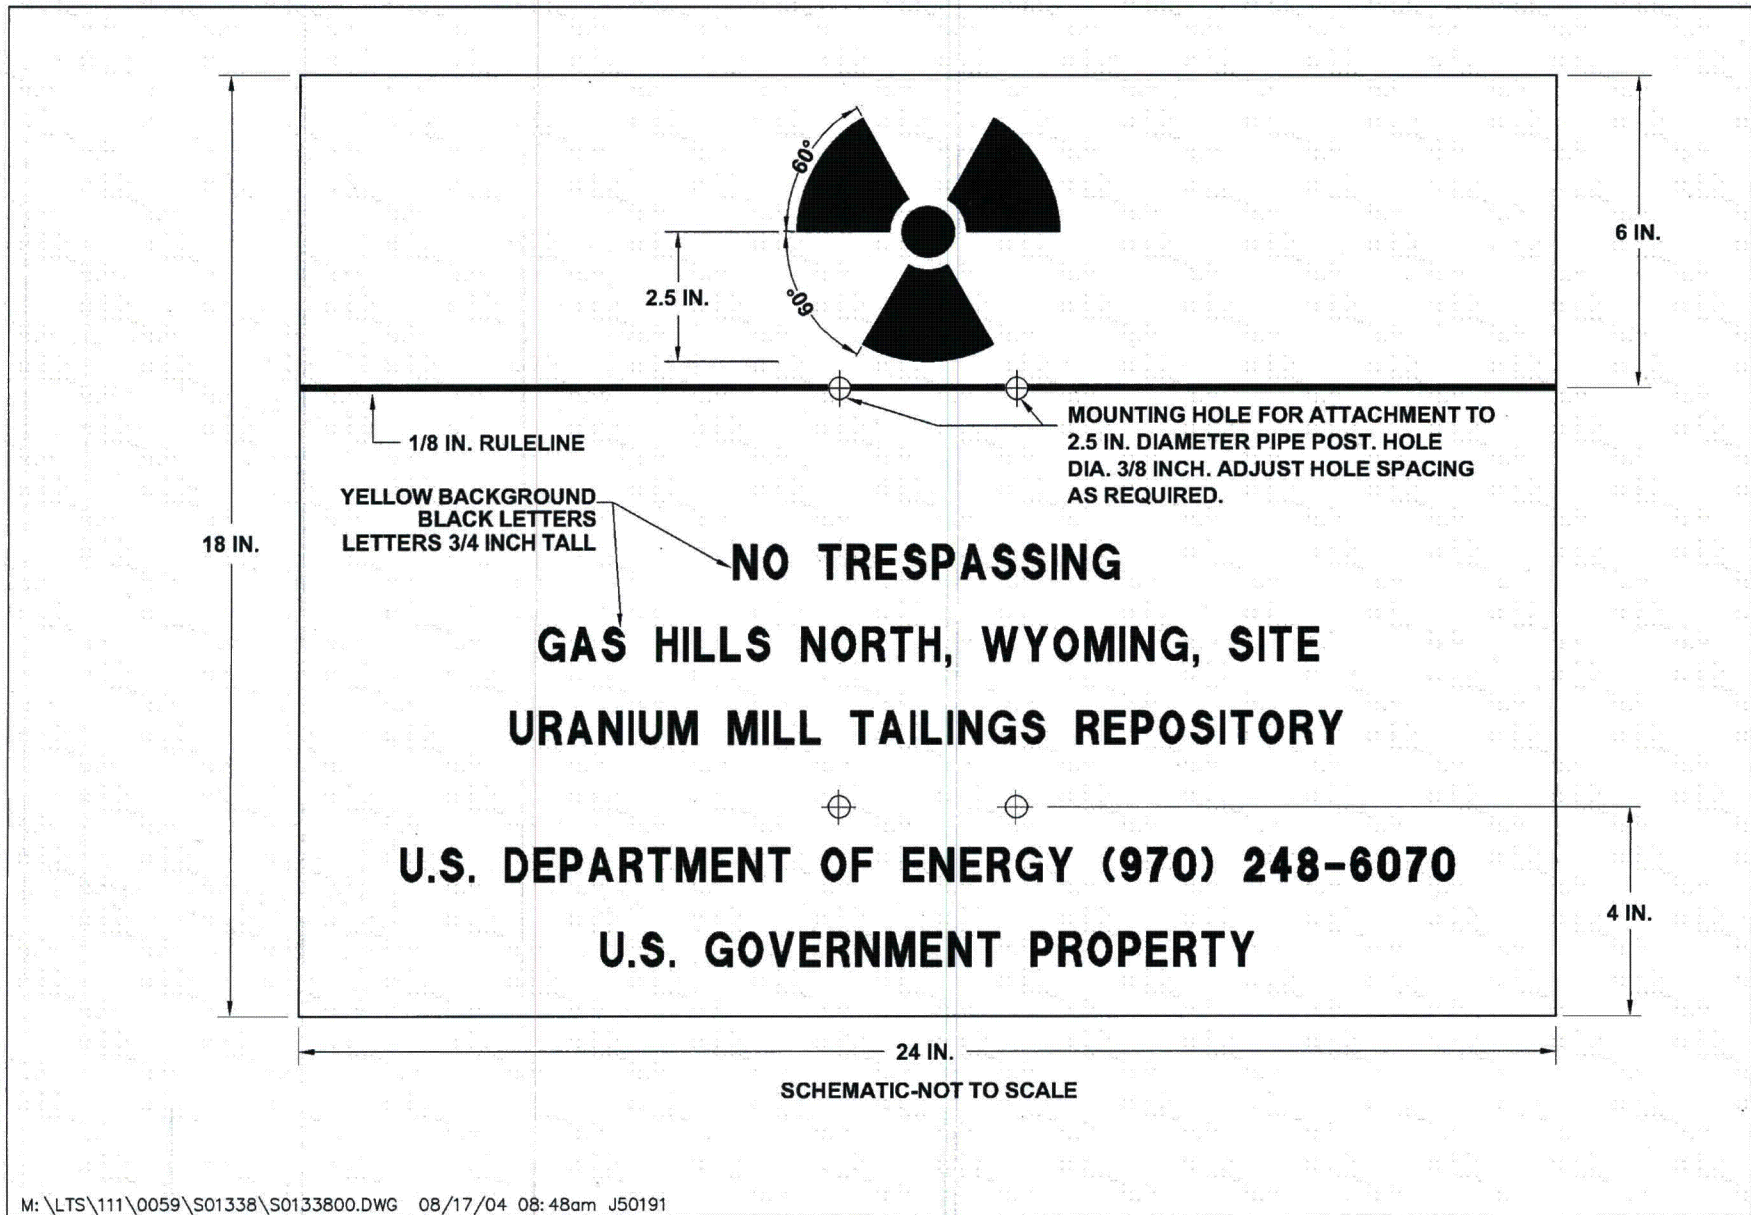 60°
6 IN.
2.5 IN.
60°
1/8 IN. RULELINE
MOUNTING HOLE FOR ATTACHMENT TO
2.5 IN. DIAMETER PIPE POST. HOLE
DIA. 3/8 INCH. ADJUST HOLE SPACING
AS REQUIRED.
YELLOW BACKGROUND
BLACK LETTERS
LETTERS 3/4 INCH TALL
18 IN.
NO TRESPASSING
GAS HILLS NORTH, WYOMING, SITE
URANIUM MILL TAILINGS REPOSITORY
U.S. DEPARTMENT OF ENERGY (970) 248-6070
4 IN.
U.S. GOVERNMENT PROPERTY
24 IN.
SCHEMATIC-NOT TO SCALE
M:\LTS\111\0059\S01338\S0133800.DWG 08/17/04 08:48am J50191